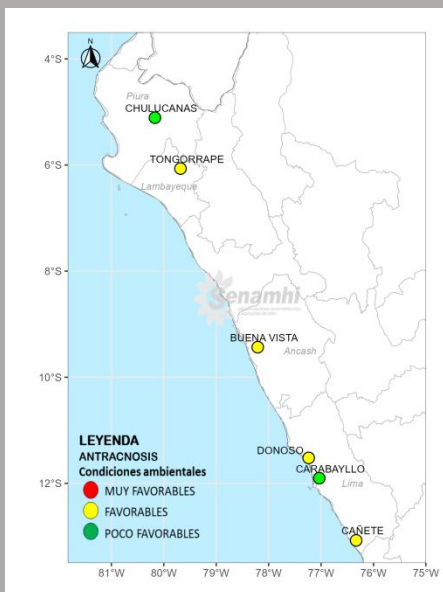 N
4°S
Piura
CHULUCANAS
TONGORRAPE
6°S
Lambayeque
8°S
Senamhi
BUENA VISTA
Ancash
10°S
LEYENDA
ANTRACNOSIS
Condiciones ambientales
MUY FAVORABLES
FAVORABLES
POCO FAVORABLES
DONOSO
CARABAYLLO
Lima
12°S
CAÑETE
81°W 80°W 79°W 78°W 77°W 76°W 75°W